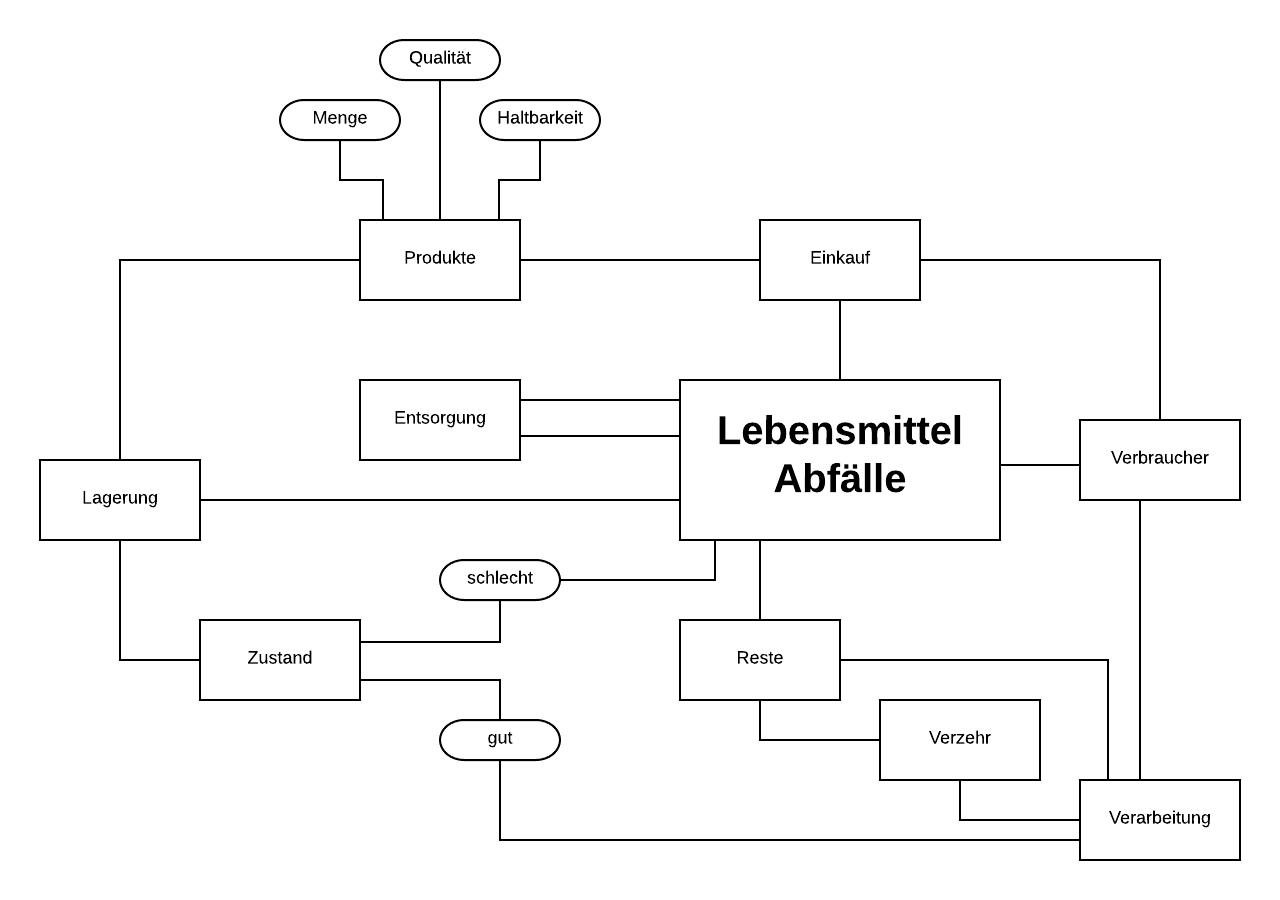 Qualität
Menge
Haltbarkeit
Produkte
Einkauf
Entsorgung
Lebensmittel
Abfälle
Verbraucher
Lagerung
schlecht
Zustand
Reste
gut
Verzehr
Verarbeitung